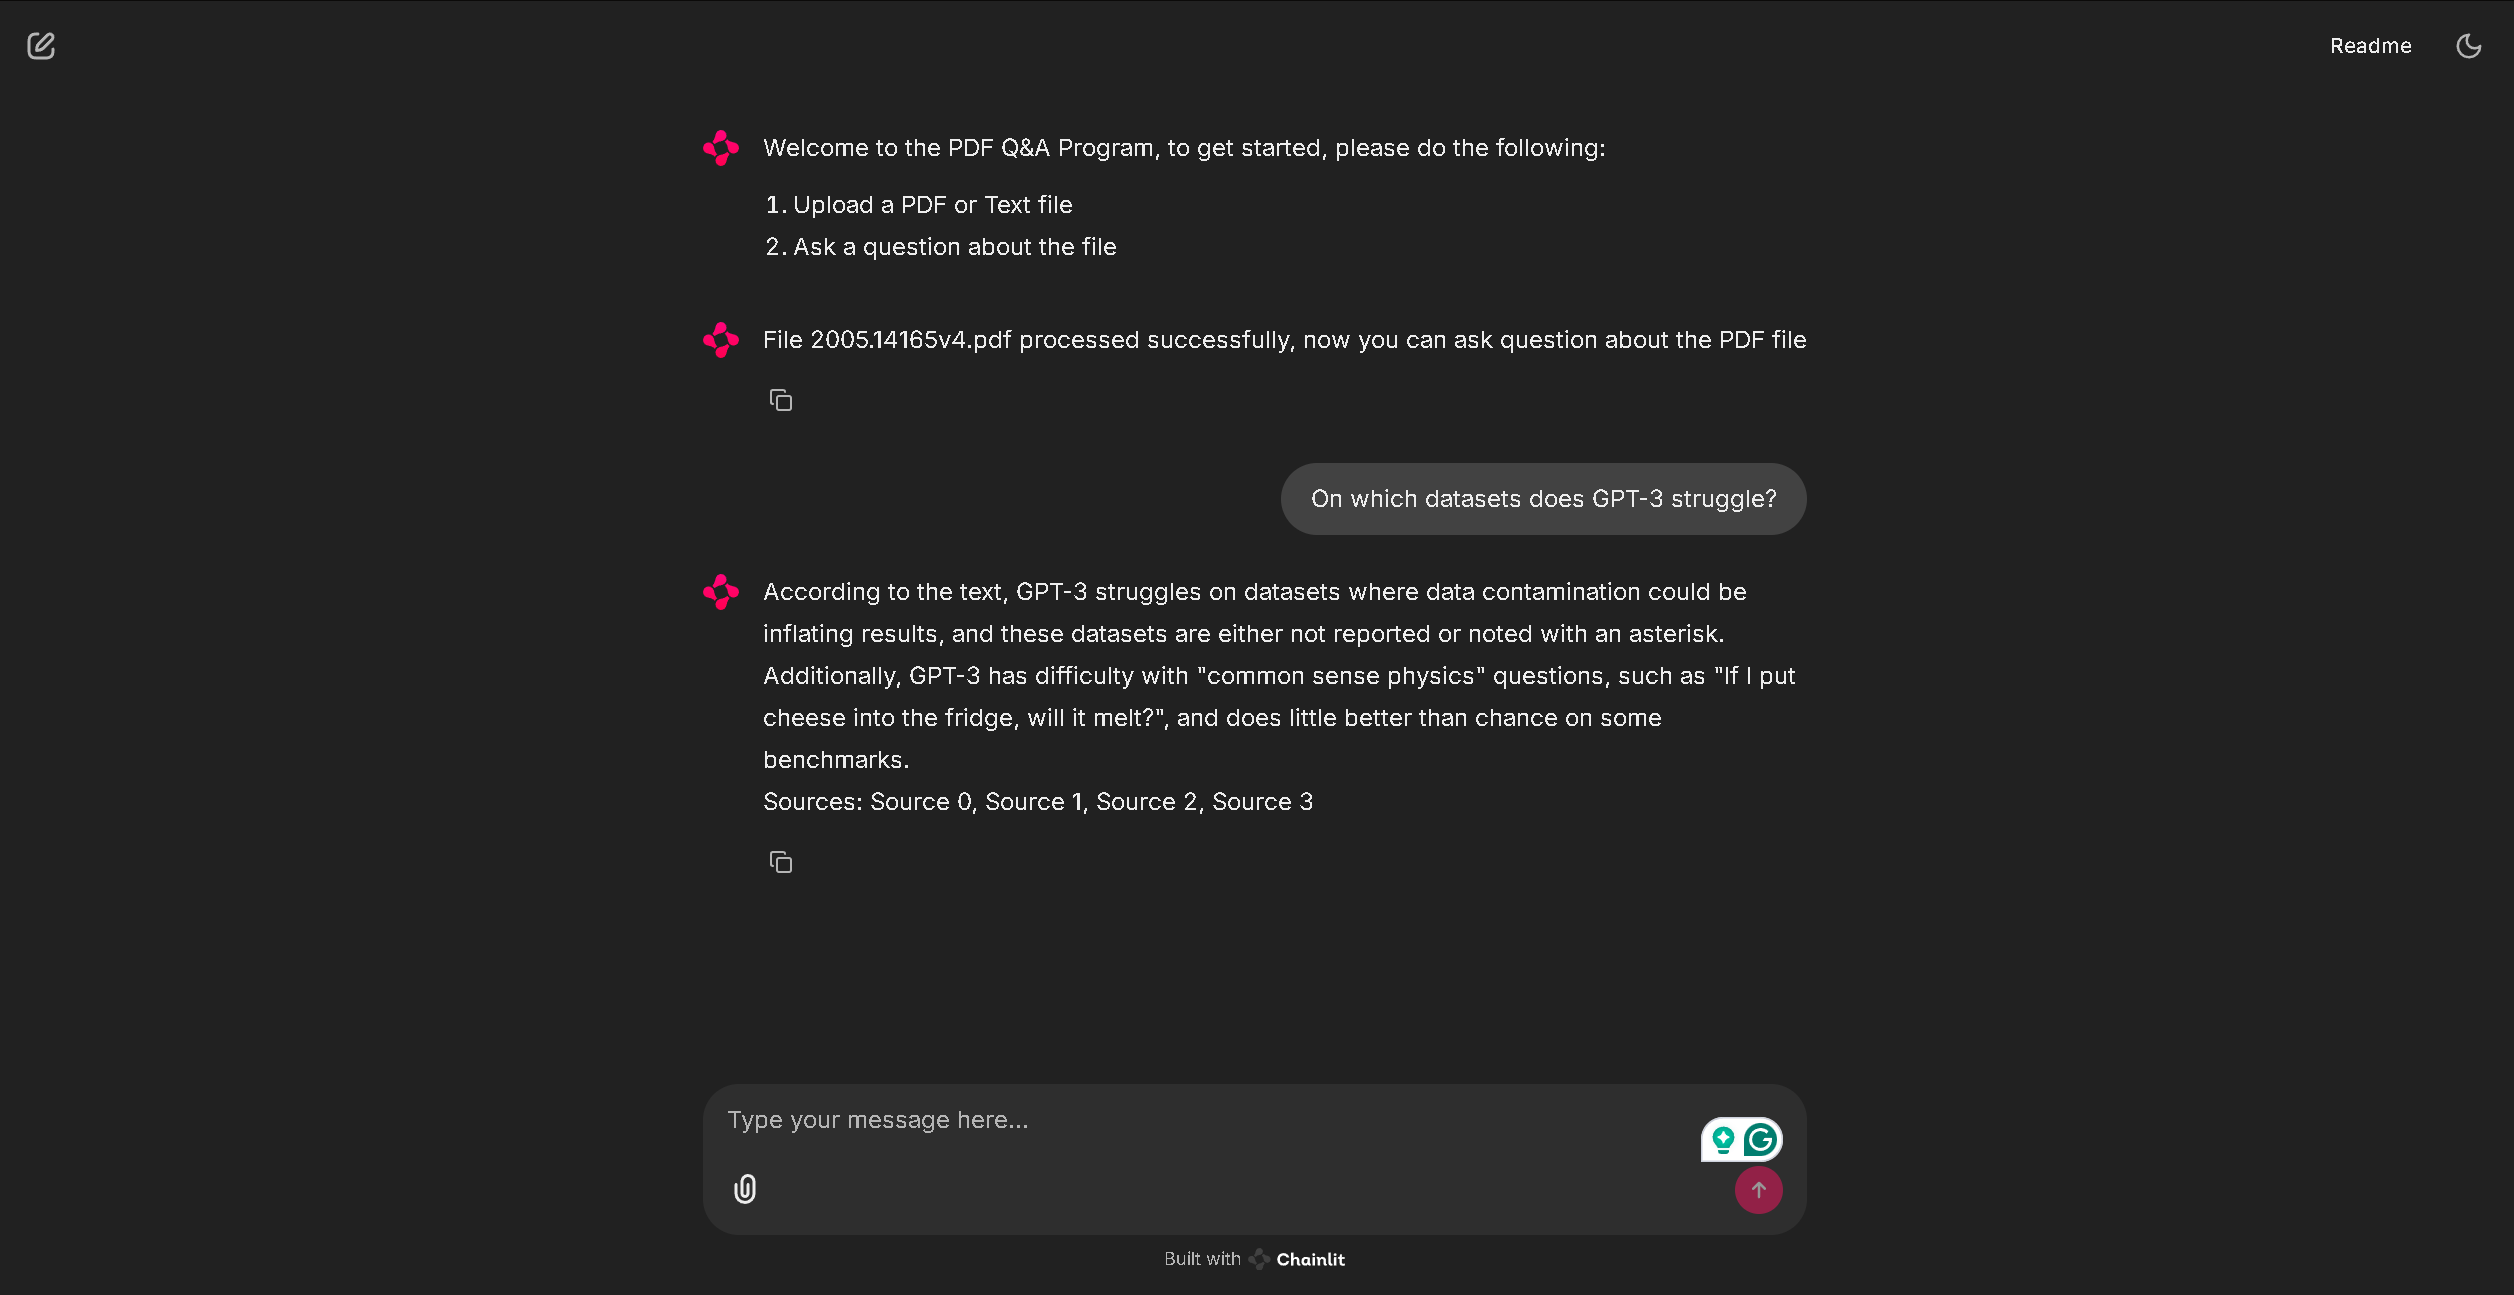 Readme
Welcome to the PDF Q&A Program, to get started, please do the following:
1. Upload a PDF or Text file
2. Ask a question about the file
File 2005.14165v4.pdf processed successfully, now you can ask question about the PDF file
On which datasets does GPT-3 struggle?
According to the text, GPT-3 struggles on datasets where data contamination could be
inflating results, and these datasets are either not reported or noted with an asterisk.
Additionally, GPT-3 has difficulty with "common sense physics" questions, such as "If I put
cheese into the fridge, will it melt?", and does little better than chance on some
benchmarks.
Sources: Source 0, Source 1, Source 2, Source 3
Type your message here...
Built with Chainlit